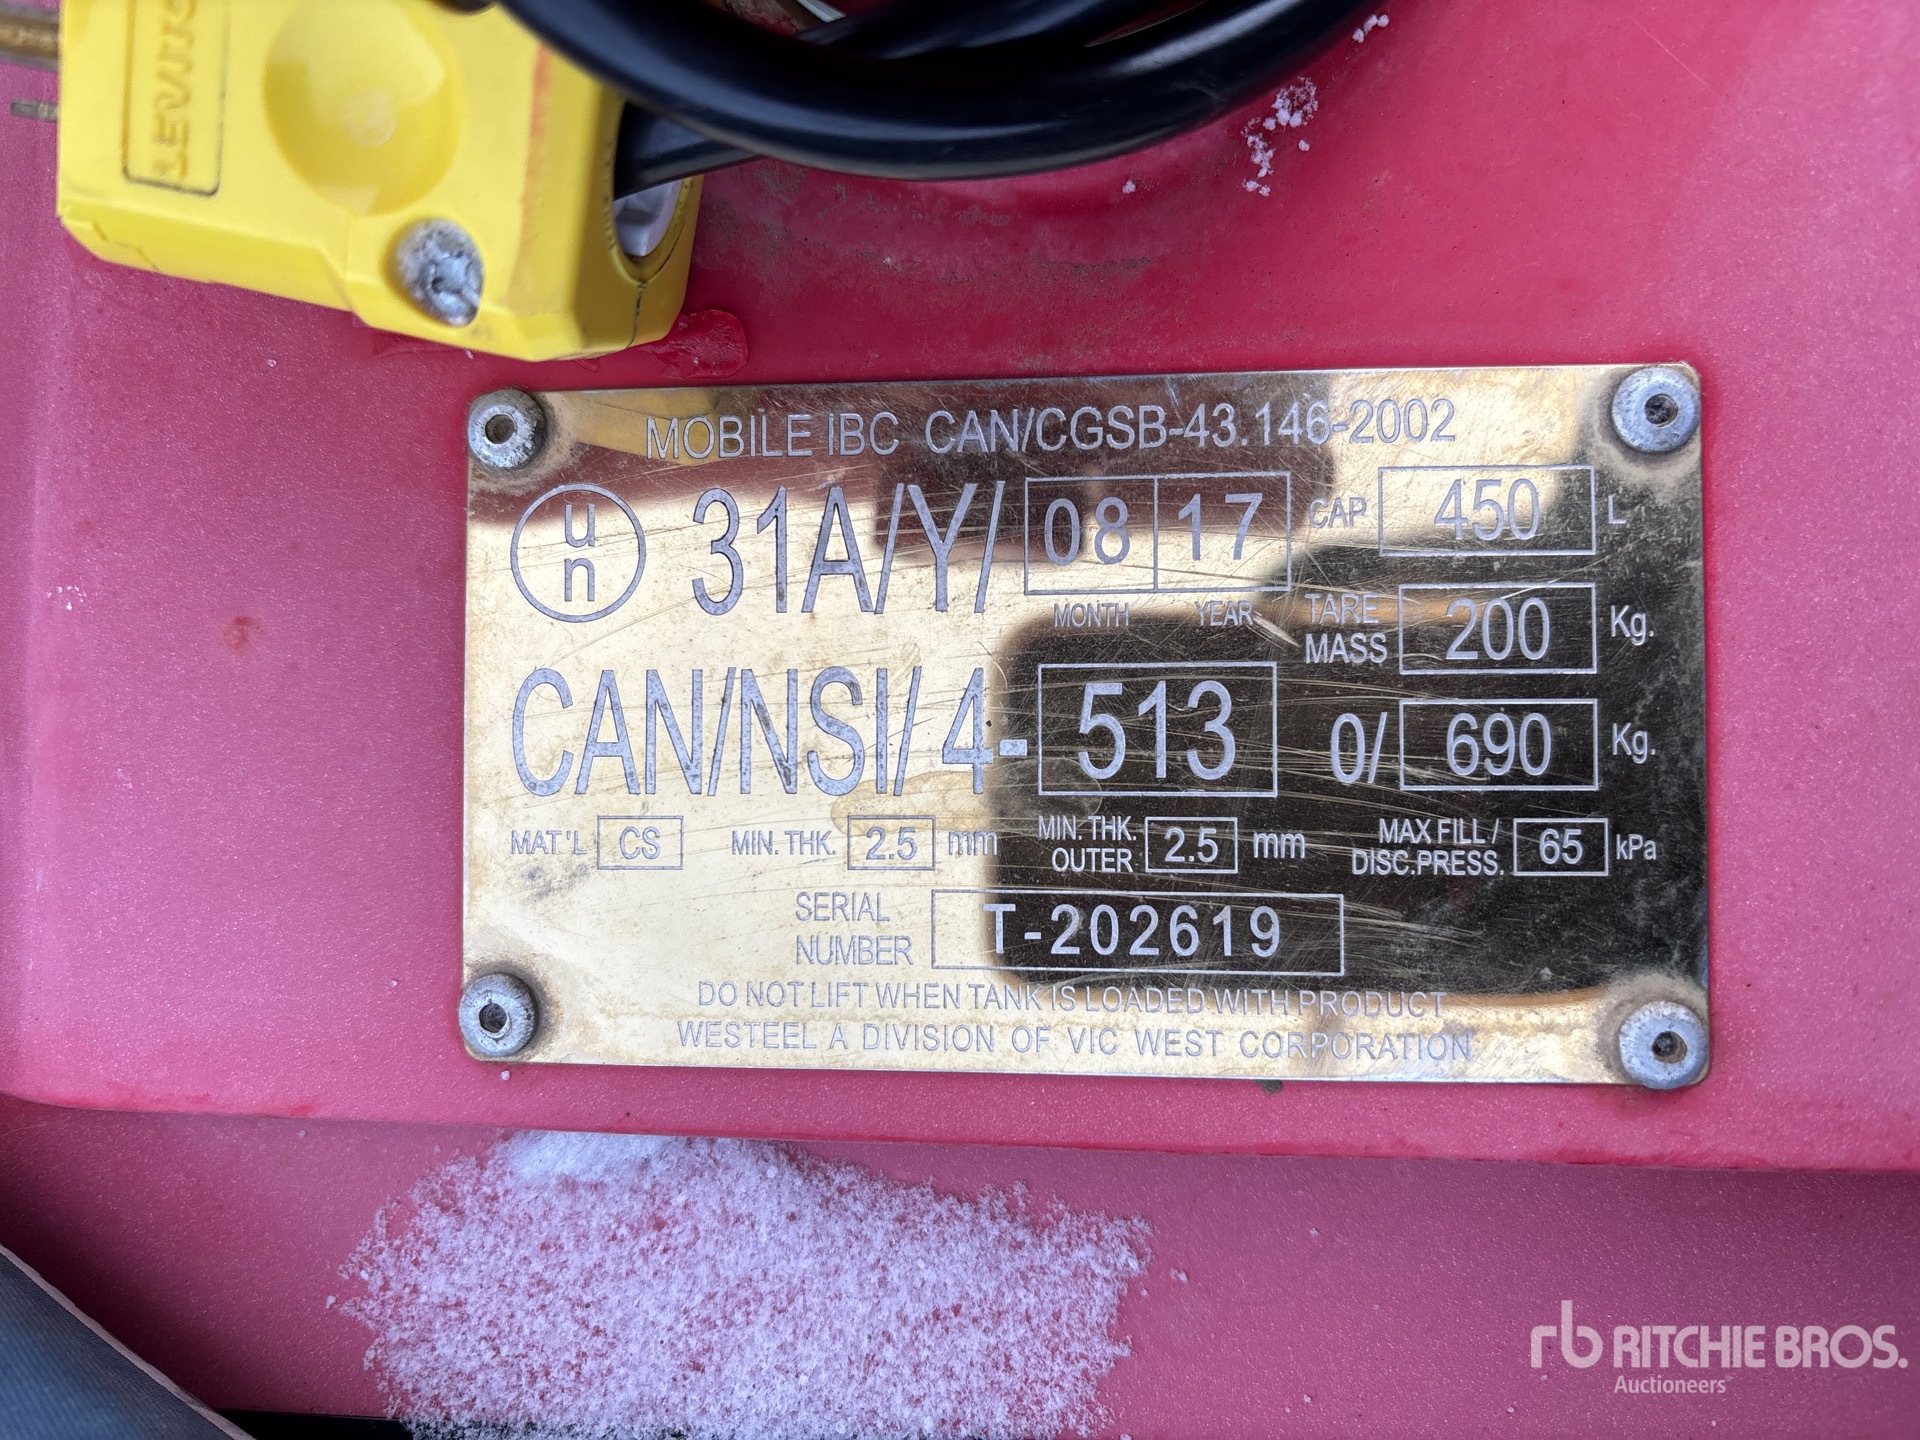 LEVITON
MOBILE IBC CAN/CGSB-43.146-2002
un 31A/Y/ 08 17 CAP. 450 L
MONTH YEAR
TARE MASS 200 Kg.
CAN/NSI/4- 513 0/ 690 Kg.
MAT'L CS MIN. THK. 2.5 mm MIN. THK. OUTER 2.5 mm MAX FILL / DISC.PRESS. 65 kPa
SERIAL NUMBER T-202619
DO NOT LIFT WHEN TANK IS LOADED WITH PRODUCT
WESTEEL A DIVISION OF VIC WEST CORPORATION
rb RITCHIE BROS.
Auctioneers